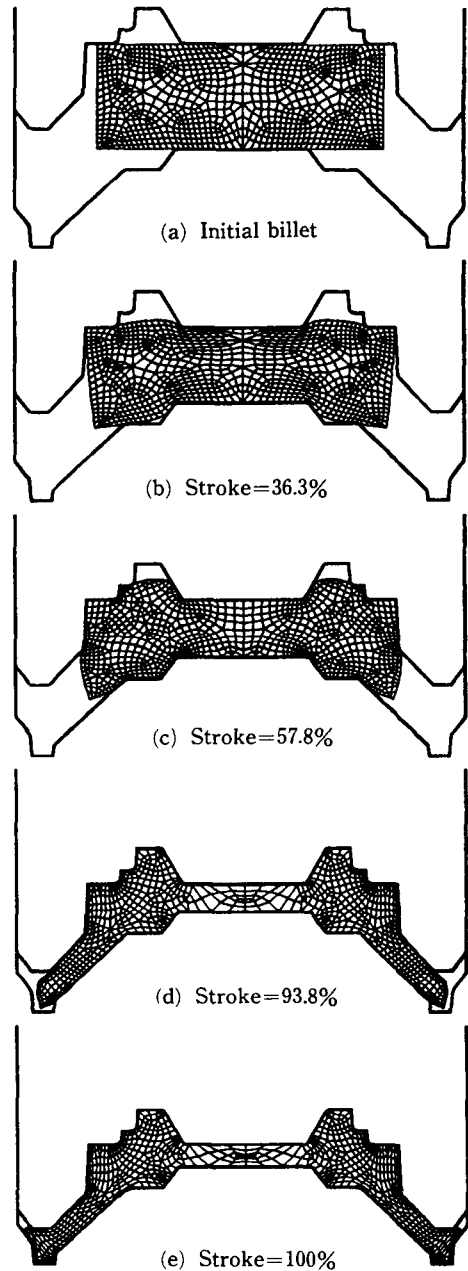 (a) Initial billet
(b) Stroke=36.3%
(c) Stroke=57.8%
(d) Stroke=93.8%
(e) Stroke=100%